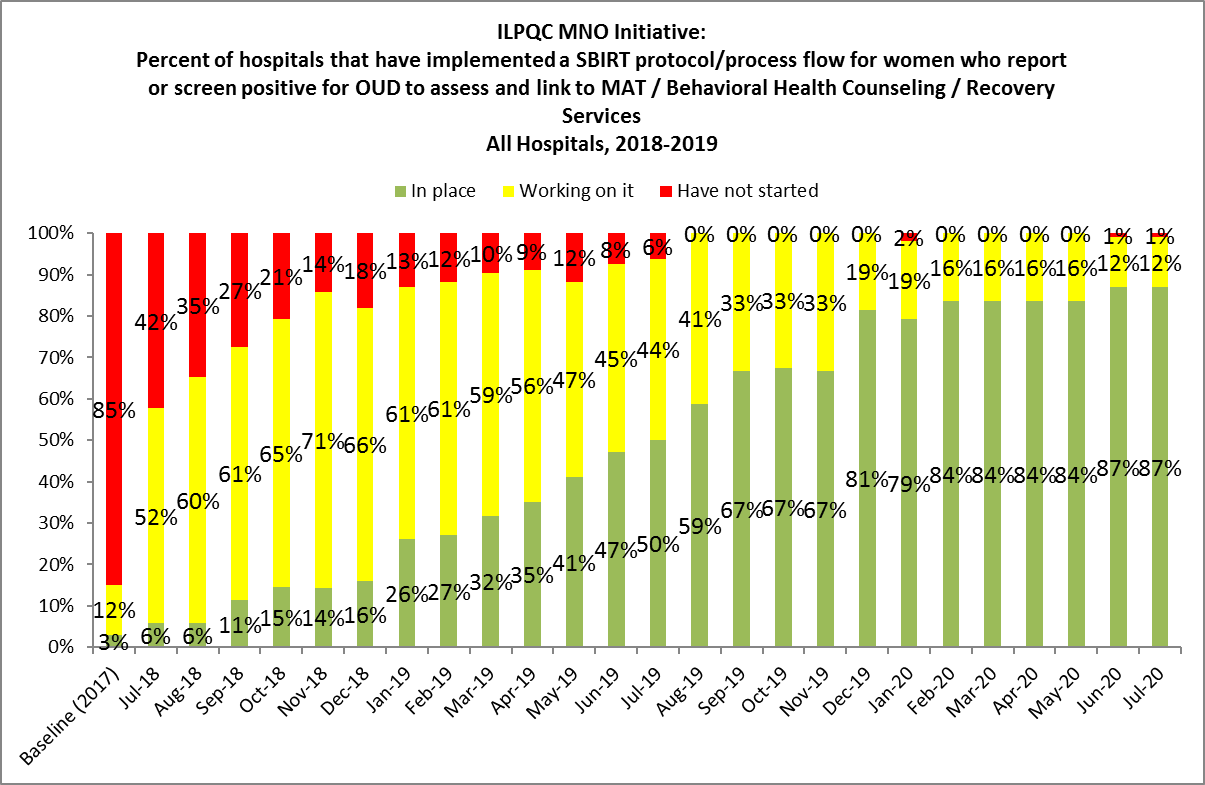 ILPQC MNO Initiative:
Percent of hospitals that have implemented a SBIRT protocol/process flow for women who report
or screen positive for OUD to assess and link to MAT / Behavioral Health Counseling / Recovery
Services
All Hospitals, 2018-2019
In place Working on it Have not started
100%
90%
80%
70%
60%
50%
40%
30%
20%
10%
0%
85% 42% 35% 27% 21% 14% 18% 13% 12% 10% 9% 12% 8% 6% 0% 0% 0% 0% 0% 2% 0% 0% 0% 0% 1% 1%
12% 52% 60% 61% 65% 71% 66% 61% 61% 59% 56% 47% 45% 44% 41% 33% 33% 33% 19% 19% 16% 16% 16% 16% 12% 12%
3% 6% 6% 11% 15% 14% 16% 26% 27% 32% 35% 41% 47% 50% 59% 67% 67% 67% 81% 79% 84% 84% 84% 84% 87% 87%
Baseline (2017) Jul-18 Aug-18 Sep-18 Oct-18 Nov-18 Dec-18 Jan-19 Feb-19 Mar-19 Apr-19 May-19 Jun-19 Jul-19 Aug-19 Sep-19 Oct-19 Nov-19 Dec-19 Jan-20 Feb-20 Mar-20 Apr-20 May-20 Jun-20 Jul-20